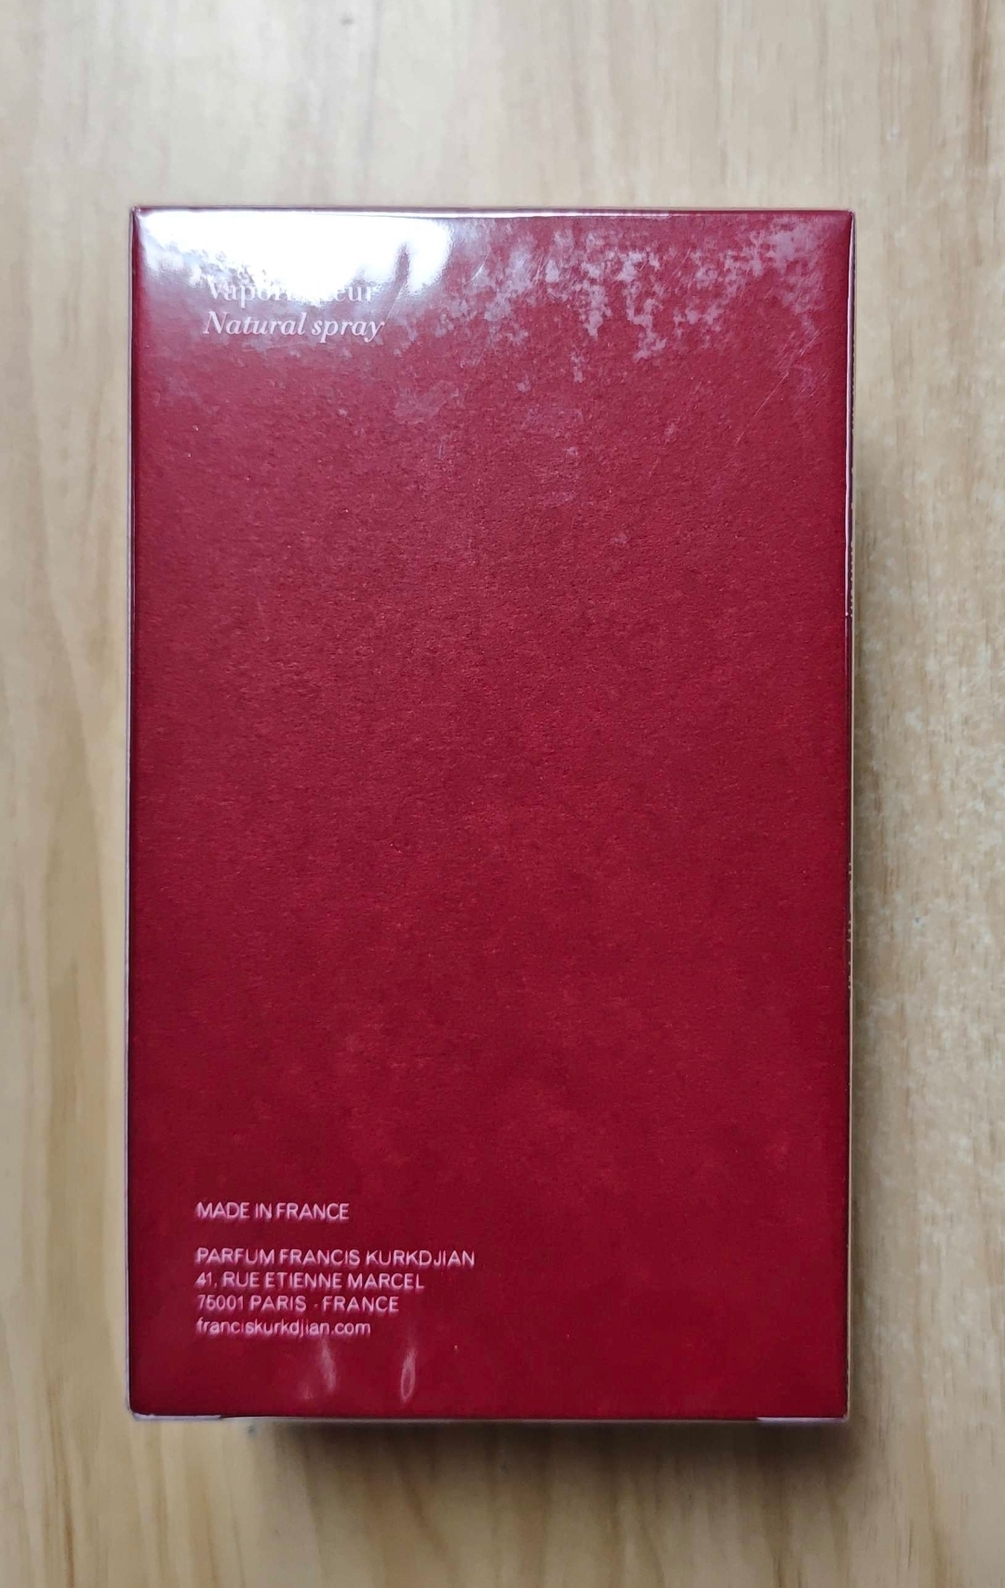 Natural spray
MADE IN FRANCE
PARFUM FRANCIS KURKDJIAN
41, RUE ETIENNE MARCEL
75001 PARIS - FRANCE
franciskurkdjian.com